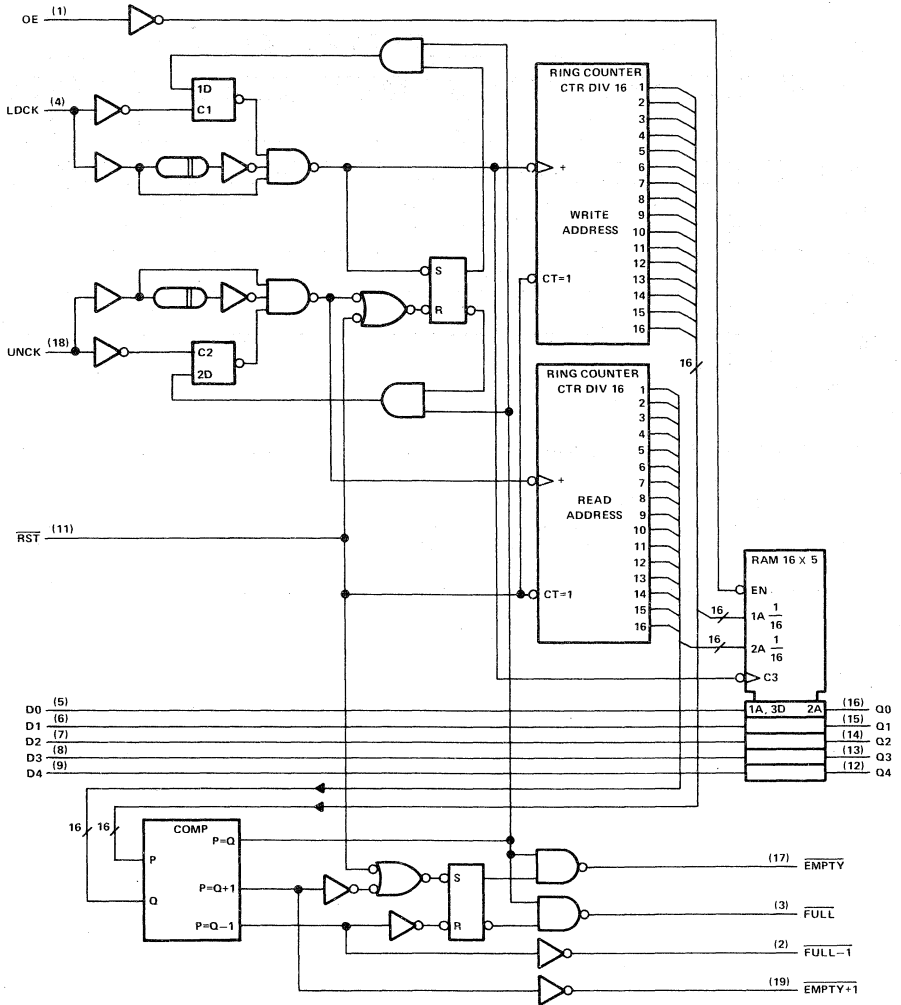 OE (1)
LDCK (4)
1D
C1
RING COUNTER
CTR DIV 16
1
2
3
4
5
6
7
8
9
10
11
12
13
14
15
16
+
WRITE
ADDRESS
CT=1
S
R
UNCK (18)
C2
2D
16
RING COUNTER
CTR DIV 16
1
2
3
4
5
6
7
8
9
10
11
12
13
14
15
16
+
READ
ADDRESS
CT=1
RST (11)
RAM 16 X 5
EN
16
1A 1/16
16
2A 1/16
C3
D0 (5)
1A, 3D 2A
(16) Q0
D1 (6)
(15) Q1
D2 (7)
(14) Q2
D3 (8)
(13) Q3
D4 (9)
(12) Q4
16 16
COMP
P=Q
P
P=Q+1
Q
P=Q−1
S
R
(17) EMPTY
(3) FULL
(2) FULL−1
(19) EMPTY+1